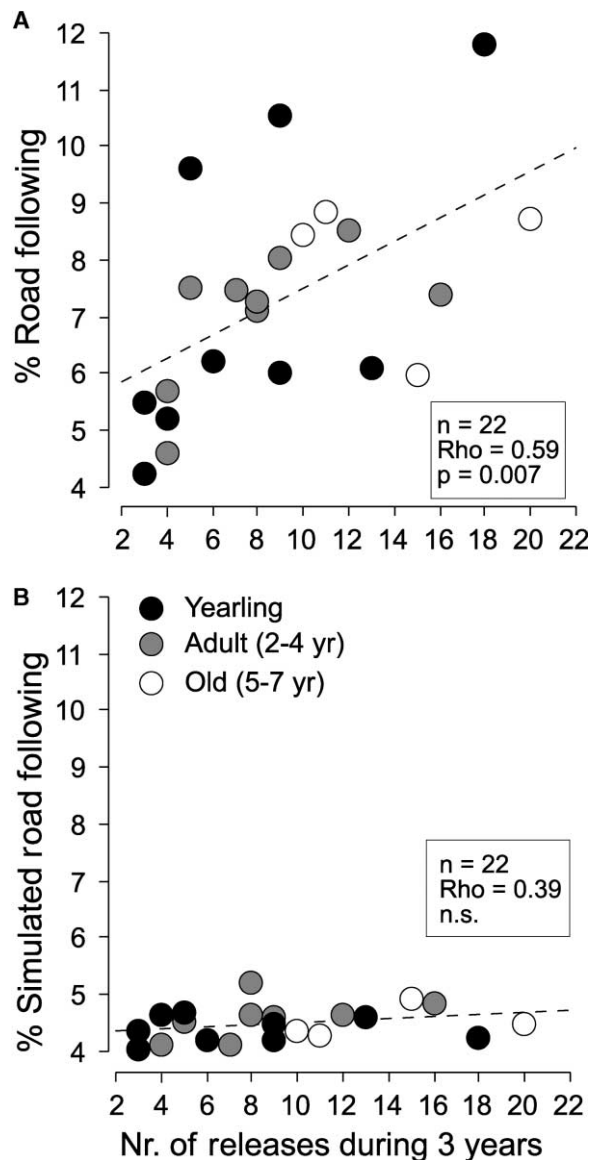 A
12
11
10
9
8
7
6
5
4
% Road following
n = 22
Rho = 0.59
p = 0.007
2 4 6 8 10 12 14 16 18 20 22
B
12
11
10
9
8
7
6
5
4
% Simulated road following
Yearling
Adult (2-4 yr)
Old (5-7 yr)
n = 22
Rho = 0.39
n.s.
2 4 6 8 10 12 14 16 18 20 22
Nr. of releases during 3 years